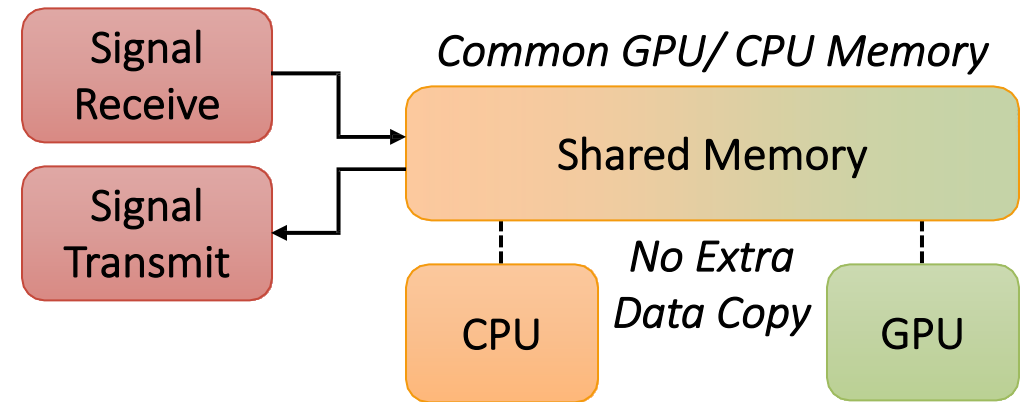 Signal
Receive
Common GPU/ CPU Memory
Shared Memory
Signal
Transmit
No Extra
Data Copy
CPU
GPU